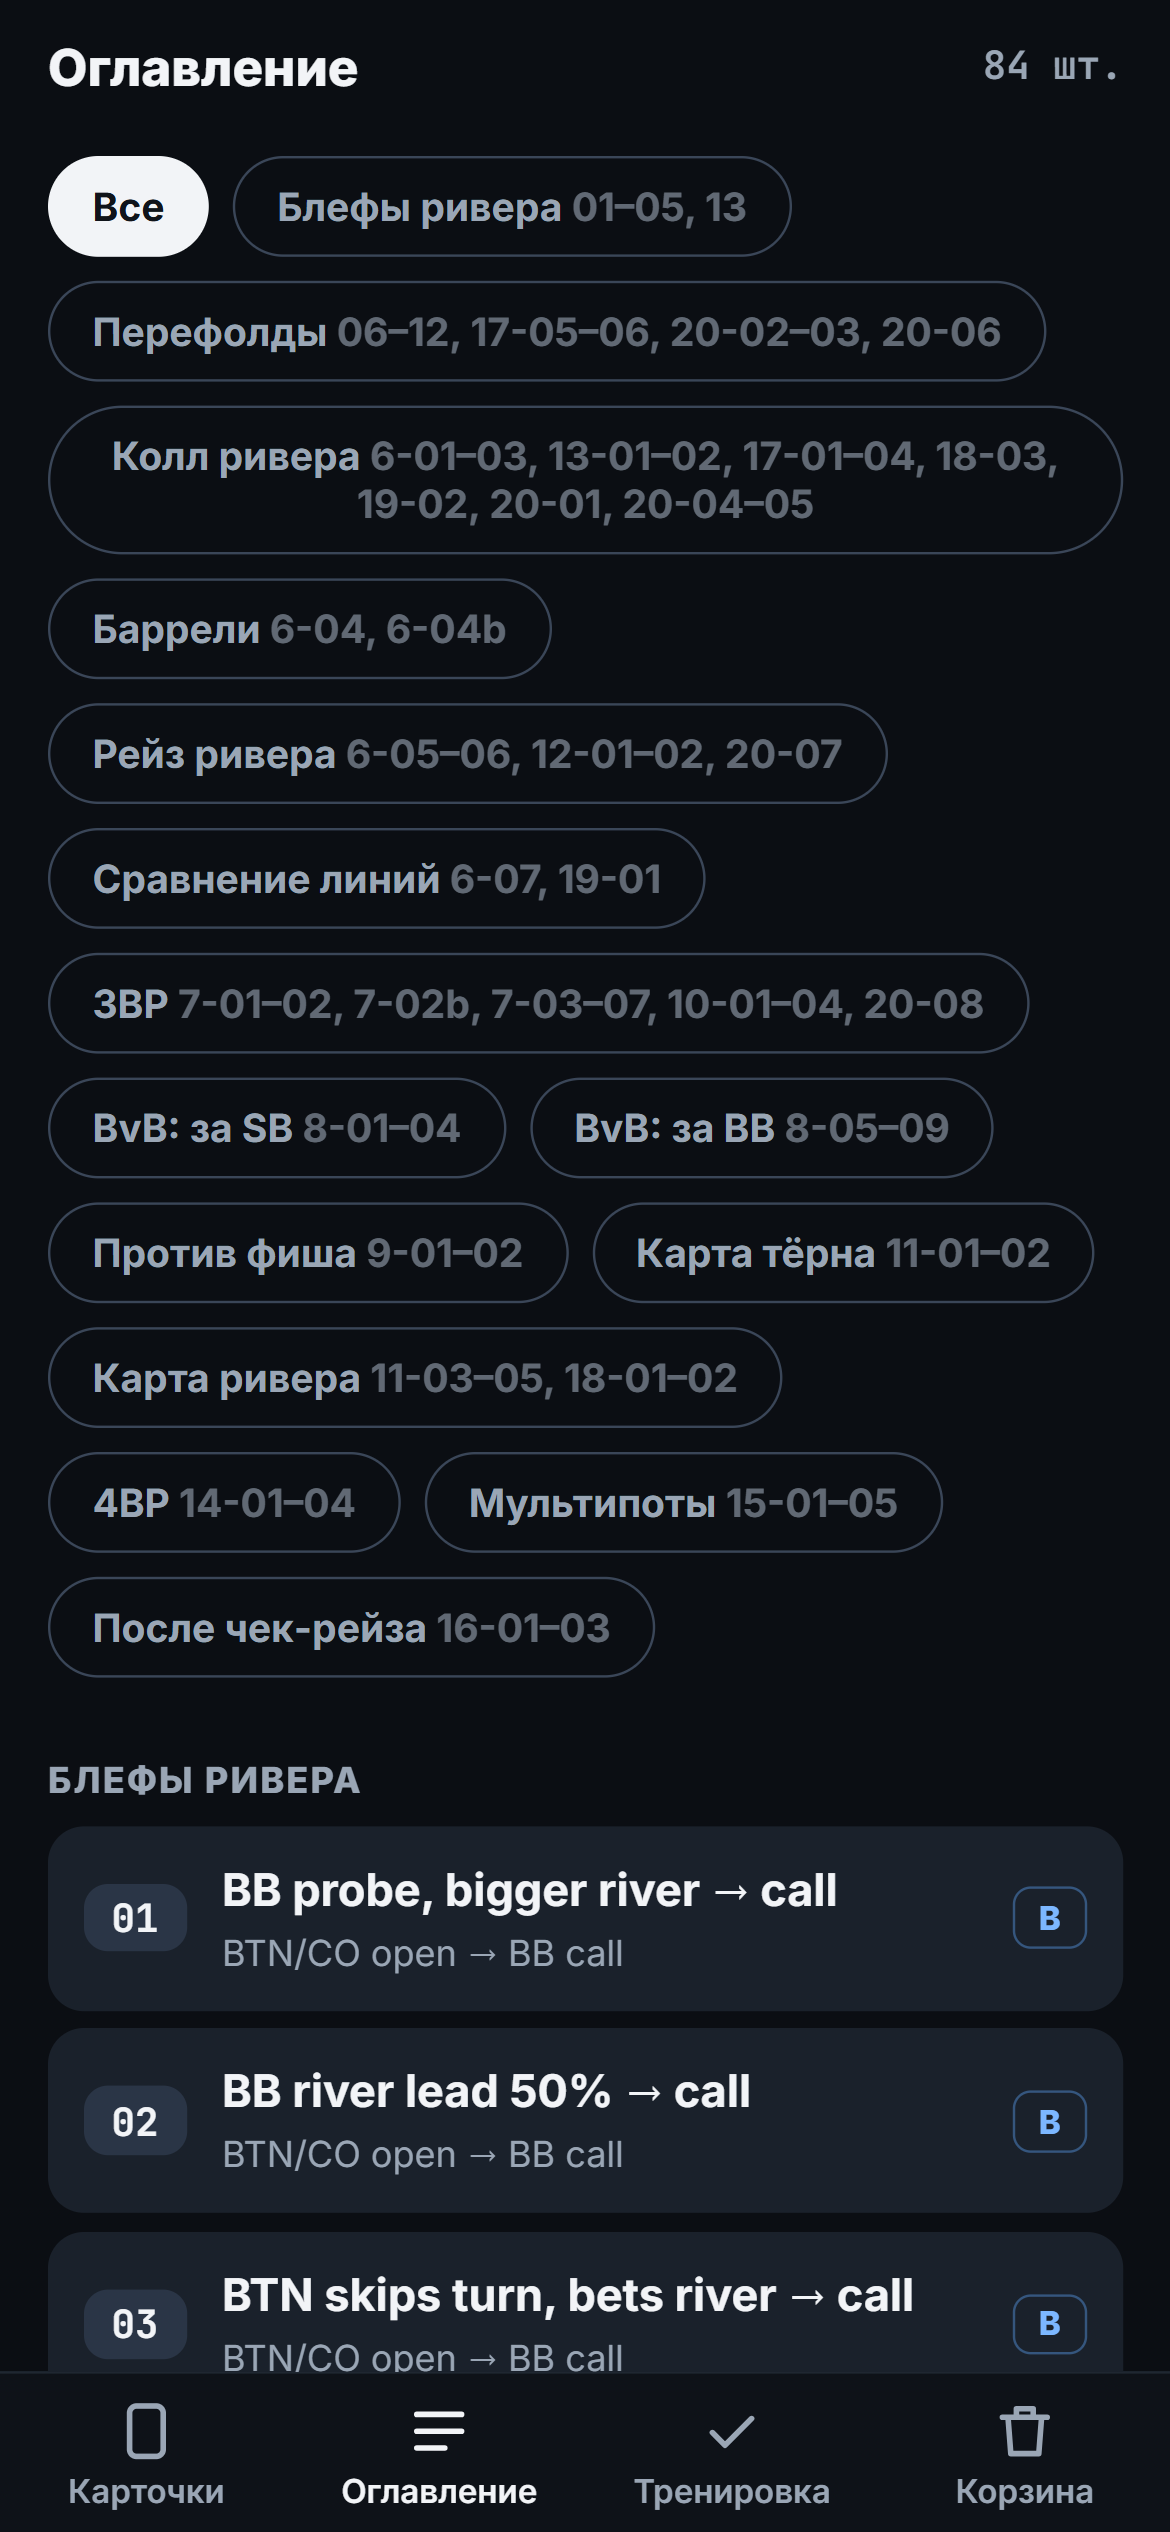 Оглавление 84 шт.
Все Блефы ривера 01–05, 13
Перефолды 06–12, 17-05–06, 20-02–03, 20-06
Колл ривера 6-01–03, 13-01–02, 17-01–04, 18-03,
19-02, 20-01, 20-04–05
Баррели 6-04, 6-04b
Рейз ривера 6-05–06, 12-01–02, 20-07
Сравнение линий 6-07, 19-01
3BP 7-01–02, 7-02b, 7-03–07, 10-01–04, 20-08
BvB: за SB 8-01–04 BvB: за BB 8-05–09
Против фиша 9-01–02 Карта тёрна 11-01–02
Карта ривера 11-03–05, 18-01–02
4BP 14-01–04 Мультипоты 15-01–05
После чек-рейза 16-01–03
БЛЕФЫ РИВЕРА
01 BB probe, bigger river → call B
BTN/CO open → BB call
02 BB river lead 50% → call B
BTN/CO open → BB call
03 BTN skips turn, bets river → call B
BTN/CO open → BB call
Карточки Оглавление Тренировка Корзина